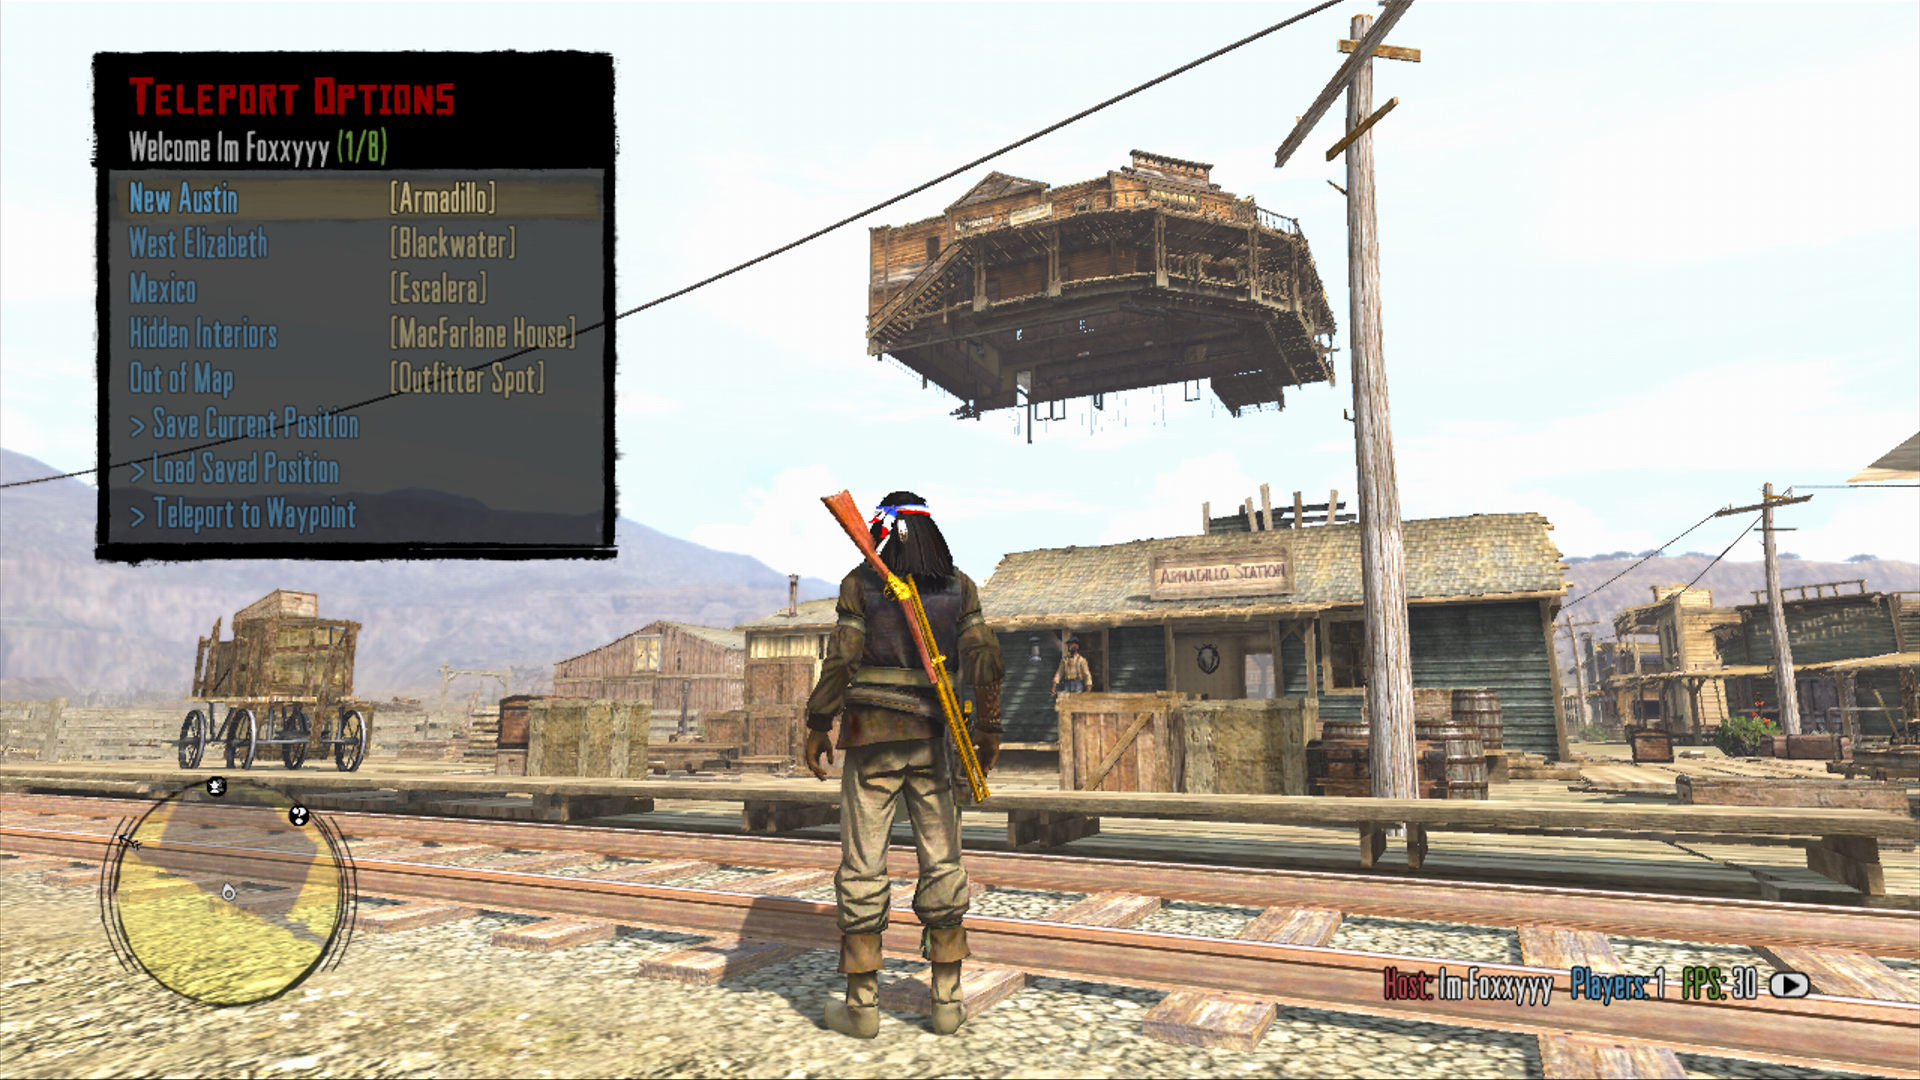 Teleport Options
Welcome Im Foxxyyy (1/8)
New Austin [Armadillo]
West Elizabeth [Blackwater]
Mexico [Escalera]
Hidden Interiors [MacFarlane House]
Out of Map [Outfitter Spot]
> Save Current Position
> Load Saved Position
> Teleport to Waypoint
Armadillo Station
?
Host: Im Foxxyyy Players: 1 FPS: 30